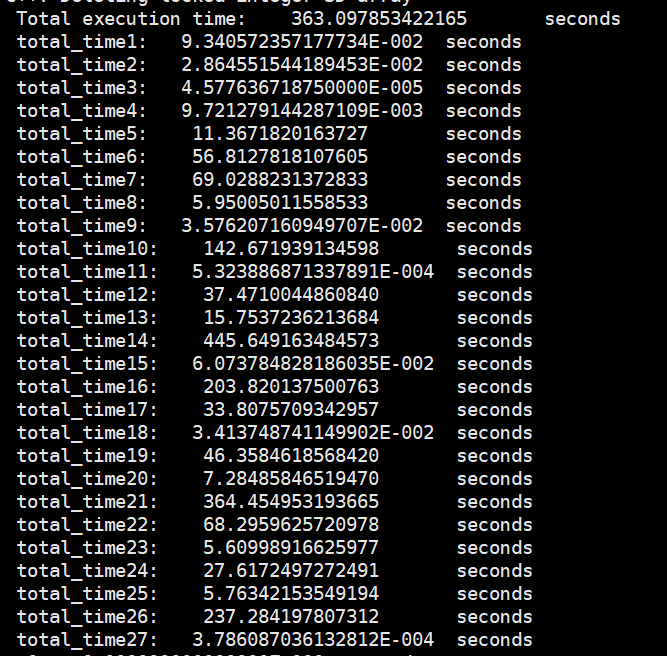 Total execution time: 363.097853422165 seconds
total_time1: 9.340572357177734E-002 seconds
total_time2: 2.864551544189453E-002 seconds
total_time3: 4.577636718750000E-005 seconds
total_time4: 9.721279144287109E-003 seconds
total_time5: 11.3671820163727 seconds
total_time6: 56.8127818107605 seconds
total_time7: 69.0288231372833 seconds
total_time8: 5.95005011558533 seconds
total_time9: 3.576207160949707E-002 seconds
total_time10: 142.671939134598 seconds
total_time11: 5.323886871337891E-004 seconds
total_time12: 37.4710044860840 seconds
total_time13: 15.7537236213684 seconds
total_time14: 445.649163484573 seconds
total_time15: 6.073784828186035E-002 seconds
total_time16: 203.820137500763 seconds
total_time17: 33.8075709342957 seconds
total_time18: 3.413748741149902E-002 seconds
total_time19: 46.3584618568420 seconds
total_time20: 7.28485846519470 seconds
total_time21: 364.454953193665 seconds
total_time22: 68.2959625720978 seconds
total_time23: 5.60998916625977 seconds
total_time24: 27.6172497272491 seconds
total_time25: 5.76342153549194 seconds
total_time26: 237.284197807312 seconds
total_time27: 3.786087036132812E-004 seconds